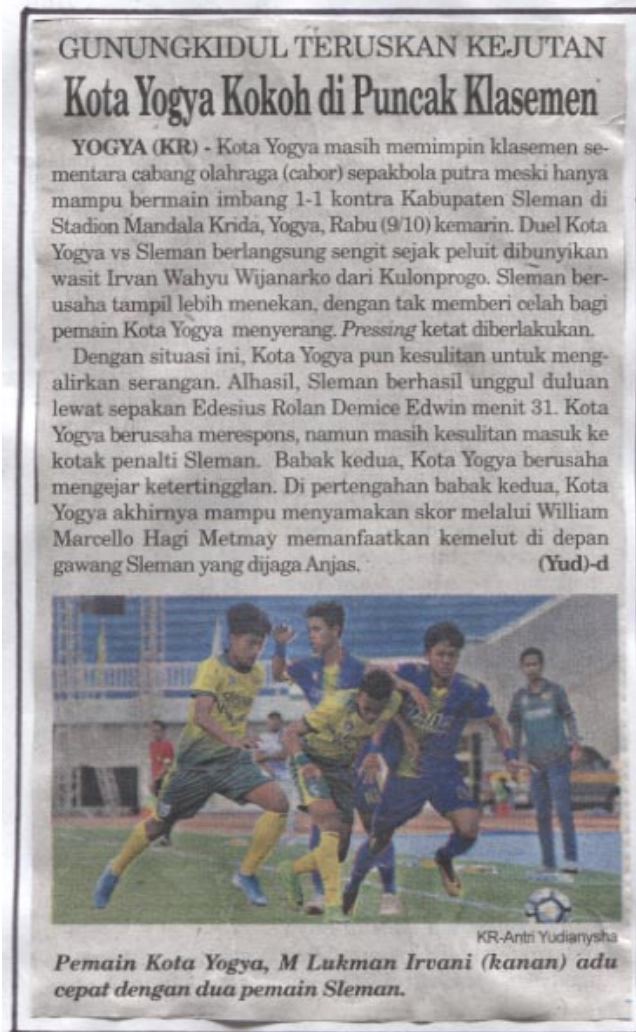 GUNUNGKIDUL TERUSKAN KEJUTAN
Kota Yogya Kokoh di Puncak Klasemen
YOGYA (KR) - Kota Yogya masih memimpin klasemen se-
mentara cabang olahraga (cabor) sepakbola putra meski hanya
mampu bermain imbang 1-1 kontra Kabupaten Sleman di
Stadion Mandala Krida, Yogya, Rabu (9/10) kemarin. Duel Kota
Yogya vs Sleman berlangsung sengit sejak peluit dibunyikan
wasit Irvan Wahyu Wijanarko dari Kulonprogo. Sleman ber-
usaha tampil lebih menekan, dengan tak memberi celah bagi
pemain Kota Yogya menyerang. Pressing ketat diberlakukan.
Dengan situasi ini, Kota Yogya pun kesulitan untuk meng-
alirkan serangan. Alhasil, Sleman berhasil unggul duluan
lewat sepakan Edesius Rolan Demice Edwin menit 31. Kota
Yogya berusaha merespons, namun masih kesulitan masuk ke
kotak penalti Sleman. Babak kedua, Kota Yogya berusaha
mengejar ketertingglan. Di pertengahan babak kedua, Kota
Yogya akhirnya mampu menyamakan skor melalui William
Marcello Hagi Metmay memanfaatkan kemelut di depan
gawang Sleman yang dijaga Anjas. (Yud)-d
KR-Antri Yudianysha
Pemain Kota Yogya, M Lukman Irvani (kanan) adu
cepat dengan dua pemain Sleman.